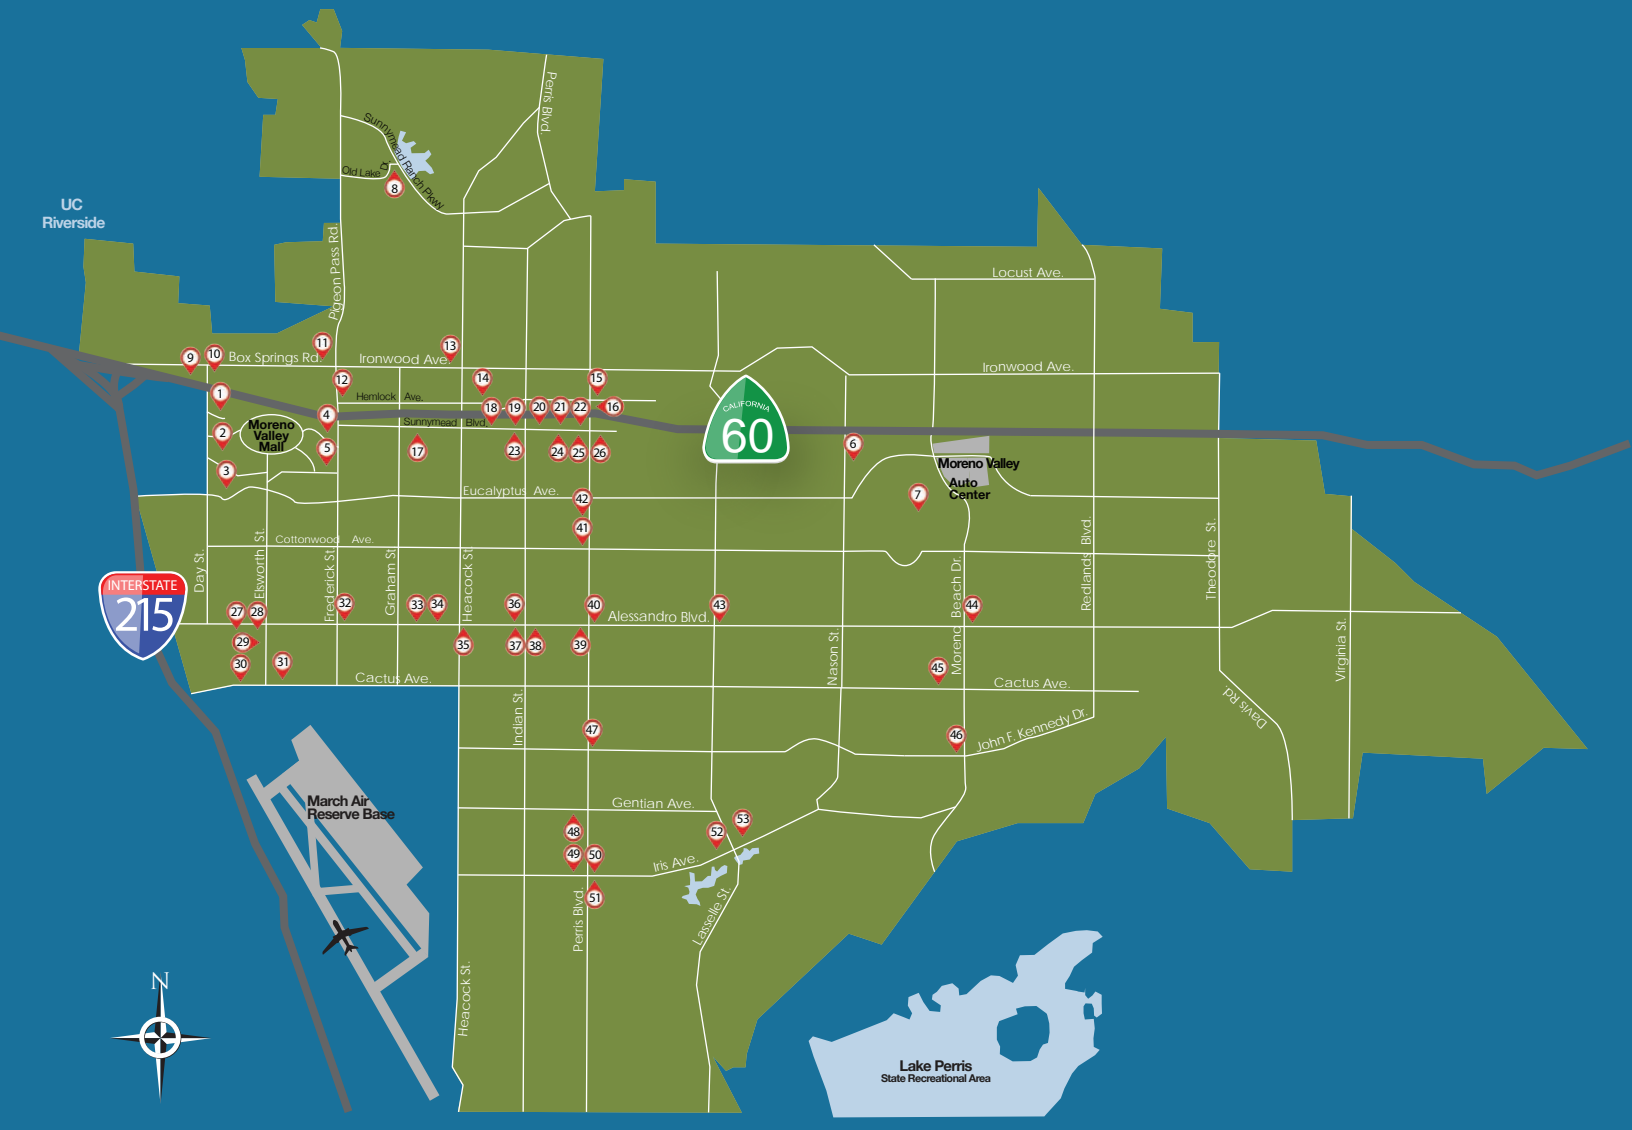 Perris Blvd.
Sunnymead Ranch Pkwy
Old Lake Dr.
8
UC
Riverside
Pigeon Pass Rd.
Locust Ave.
9
10
11
13
Box Springs Rd.
Ironwood Ave.
Ironwood Ave.
12
14
15
1
Hemlock Ave.
4
18
19
20
21
22
16
CALIFORNIA
60
Sunnymead Blvd.
Moreno
Valley
Mall
2
5
17
23
24
25
26
6
3
Moreno Valley
Auto
Center
7
Eucalyptus Ave.
42
41
Cottonwood Ave.
Day St.
Elsworth St.
Frederick St.
Graham St.
Heacock St.
Redlands Blvd.
Theodore St.
INTERSTATE
215
27
28
32
33
34
36
40
43
44
Alessandro Blvd.
Moreno Beach Dr.
29
35
37
38
39
Nason St.
Virginia St.
30
31
45
Cactus Ave.
Cactus Ave.
Indian St.
Davis Rd.
47
46
John F. Kennedy Dr.
March Air
Reserve Base
Gentian Ave.
48
52
53
49
50
Iris Ave.
51
Perris Blvd.
Lasselle St.
Heacock St.
N
Lake Perris
State Recreational Area